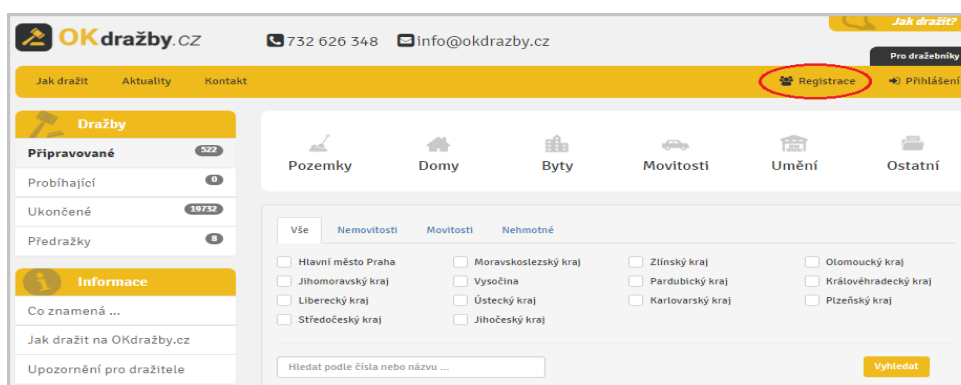 Jak dražit?
OKdražby.cz
732 626 348 info@okdrazby.cz
Pro dražebníky
Jak dražit Aktuality Kontakt Registrace Přihlášení
Dražby
Připravované 522
Probíhající 0
Ukončené 19732
Předražky 8
Informace
Co znamená ...
Jak dražit na OKdražby.cz
Upozornění pro dražitele
Pozemky Domy Byty Movitosti Umění Ostatní
Vše Nemovitosti Movitosti Nehmotné
Hlavní město Praha Moravskoslezský kraj Zlínský kraj Olomoucký kraj
Jihomoravský kraj Vysočina Pardubický kraj Královéhradecký kraj
Liberecký kraj Ústecký kraj Karlovarský kraj Plzeňský kraj
Středočeský kraj Jihočeský kraj
Hledat podle čísla nebo názvu ... Vyhledat